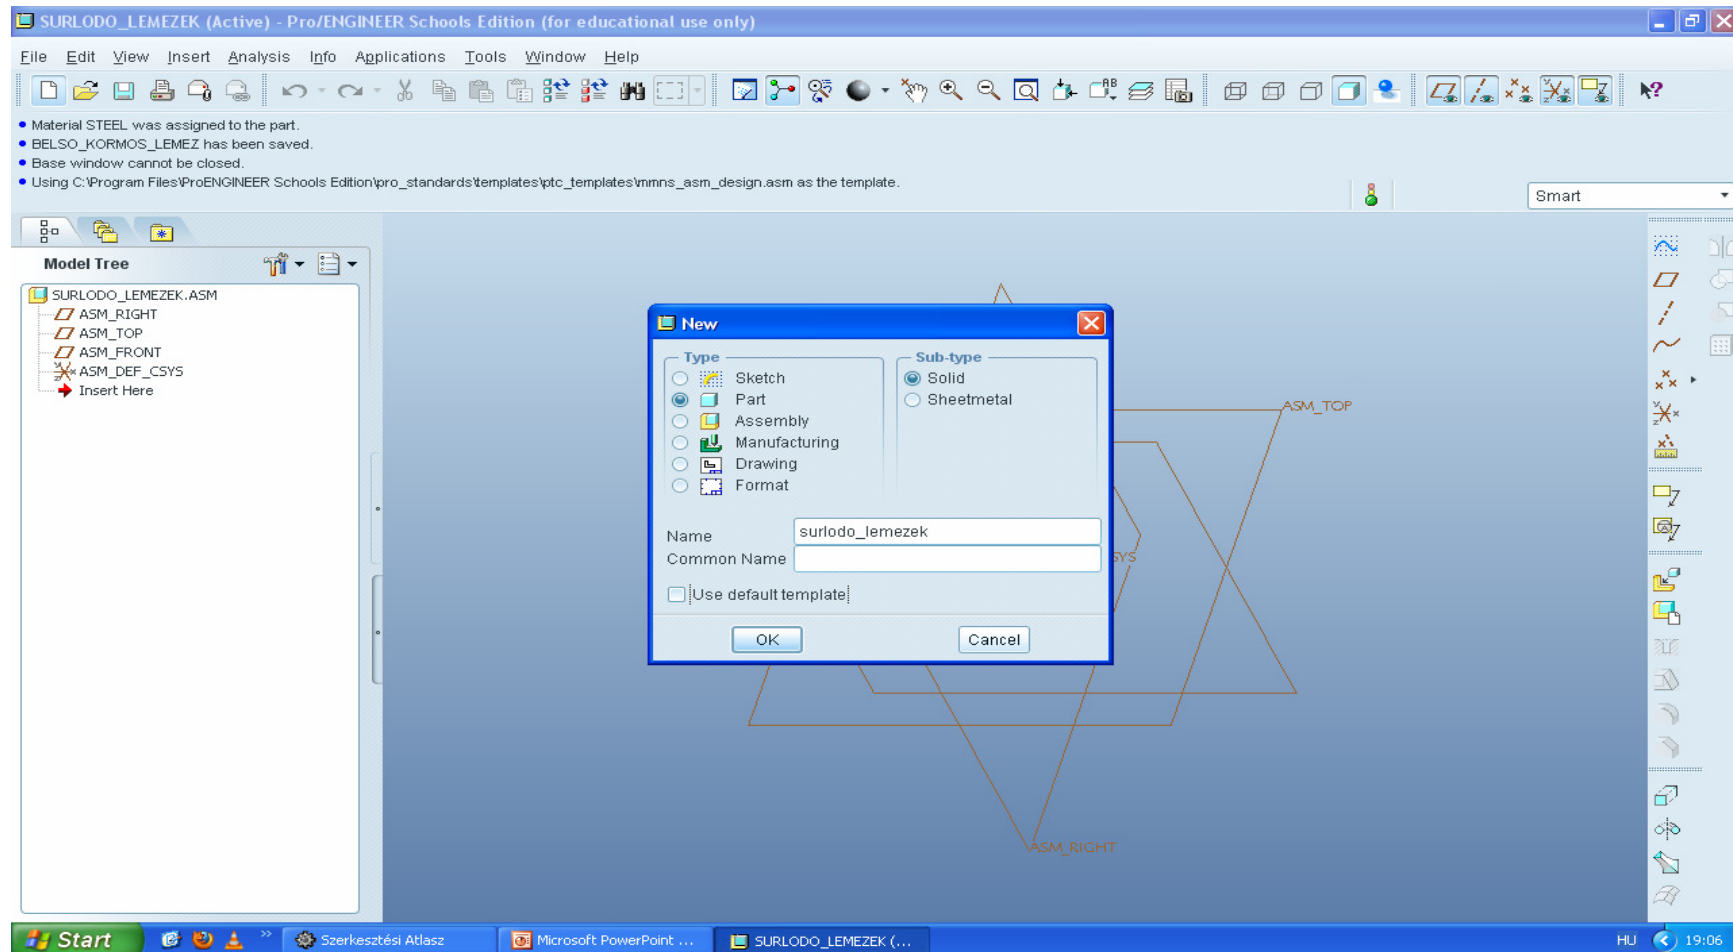 SURLODO_LEMEZEK (Active) - Pro/ENGINEER Schools Edition (for educational use only)
File Edit View Insert Analysis Info Applications Tools Window Help
• Material STEEL was assigned to the part.
• BELSO_KORMOS_LEMEZ has been saved.
• Base window cannot be closed.
• Using C:\Program Files\ProENGINEER Schools Edition\pro_standards\templates\ptc_templates\mmns_asm_design.asm as the template.
Smart
Model Tree
SURLODO_LEMEZEK.ASM
ASM_RIGHT
ASM_TOP
ASM_FRONT
ASM_DEF_CSYS
Insert Here
New
Type
Sketch
Part
Assembly
Manufacturing
Drawing
Format
Sub-type
Solid
Sheetmetal
Name surlodo_lemezek
Common Name
Use default template
OK Cancel
ASM_TOP
SYS
ASM_RIGHT
Start » Szerkesztési Atlasz Microsoft PowerPoint ... SURLODO_LEMEZEK (... HU 19:06